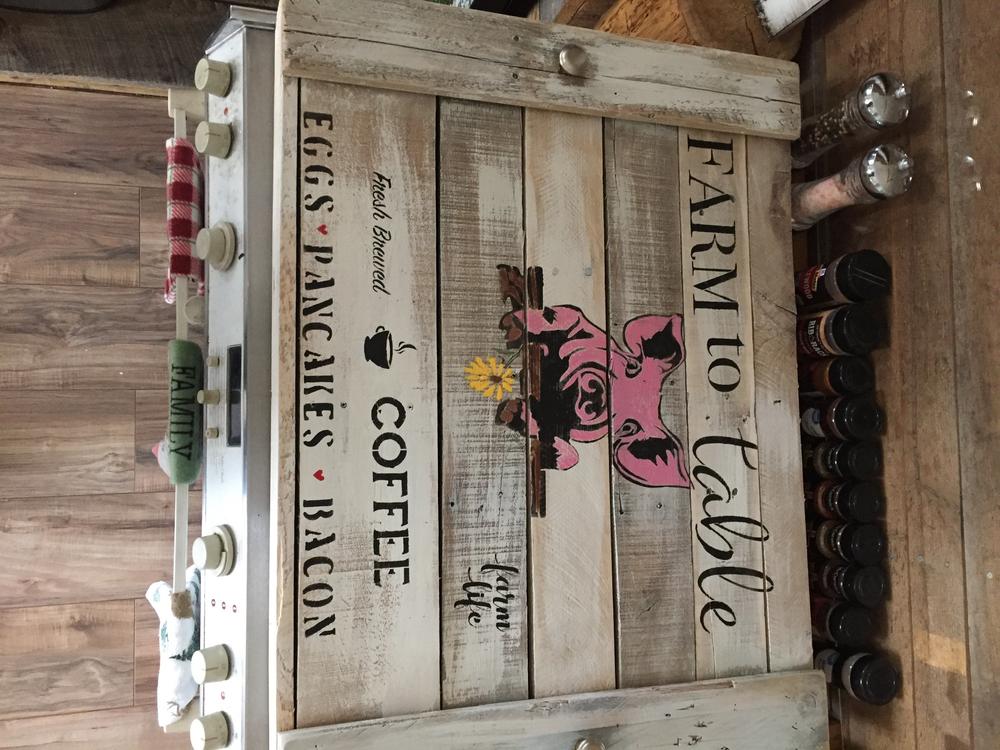 FARM to table
farm
life
Fresh Brewed COFFEE
EGGS PANCAKES BACON
FAMILY